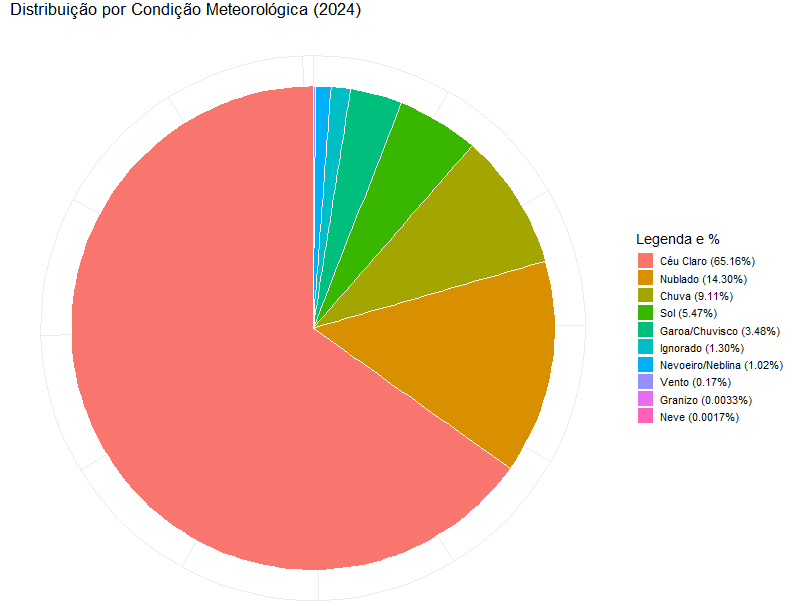 Distribuição por Condição Meteorológica (2024)
Legenda e %
Céu Claro (65.16%)
Nublado (14.30%)
Chuva (9.11%)
Sol (5.47%)
Garoa/Chuvisco (3.48%)
Ignorado (1.30%)
Nevoeiro/Neblina (1.02%)
Vento (0.17%)
Granizo (0.0033%)
Neve (0.0017%)